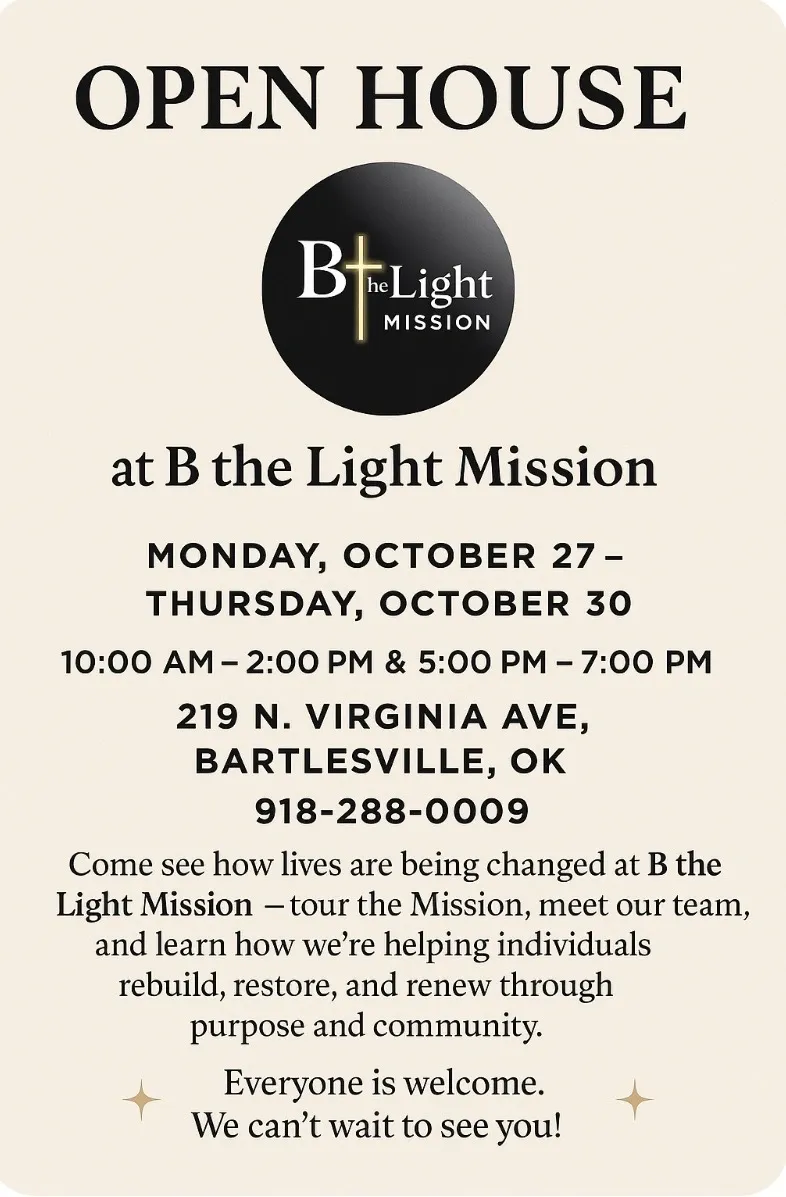 OPEN HOUSE
B the Light
MISSION
at B the Light Mission
MONDAY, OCTOBER 27 –
THURSDAY, OCTOBER 30
10:00 AM – 2:00 PM & 5:00 PM – 7:00 PM
219 N. VIRGINIA AVE,
BARTLESVILLE, OK
918-288-0009
Come see how lives are being changed at B the
Light Mission – tour the Mission, meet our team,
and learn how we’re helping individuals
rebuild, restore, and renew through
purpose and community.
Everyone is welcome.
We can’t wait to see you!